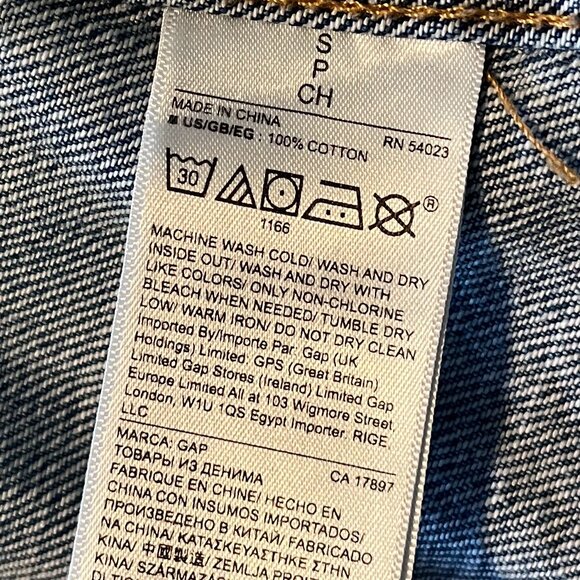 S
P
CH
MADE IN CHINA RN 54023
■ US/GB/EG : 100% COTTON
30 ®
1166
MACHINE WASH COLD/ WASH AND DRY
INSIDE OUT/ WASH AND DRY WITH
LIKE COLORS/ ONLY NON-CHLORINE
BLEACH WHEN NEEDED/ TUMBLE DRY
LOW/ WARM IRON/ DO NOT DRY CLEAN
Imported By/Importe Par. Gap (UK
Holdings) Limited. GPS (Great Britain)
Limited Gap Stores (Ireland) Limited Gap
Europe Limited All at 103 Wigmore Street.
London, W1U 1QS Egypt Importer. RIGE.
LLC
MARCA: GAP CA 17897
ТОВАРЫ ИЗ ДЕНИМА
FABRIQUE EN CHINE/ HECHO EN
CHINA CON INSUMOS IMPORTADOS/
ПРОИЗВЕДЕНО В КИТАЙ/ FABRICADO
NA CHINA/ ΚΑΤΑΣΚΕΥΑΣΤΗΚΕ ΣΤΗΝ
ΚΙΝΑ/ 中國製造/ ZEMLJA PROI
KINA/ SZÁRMAZÁS